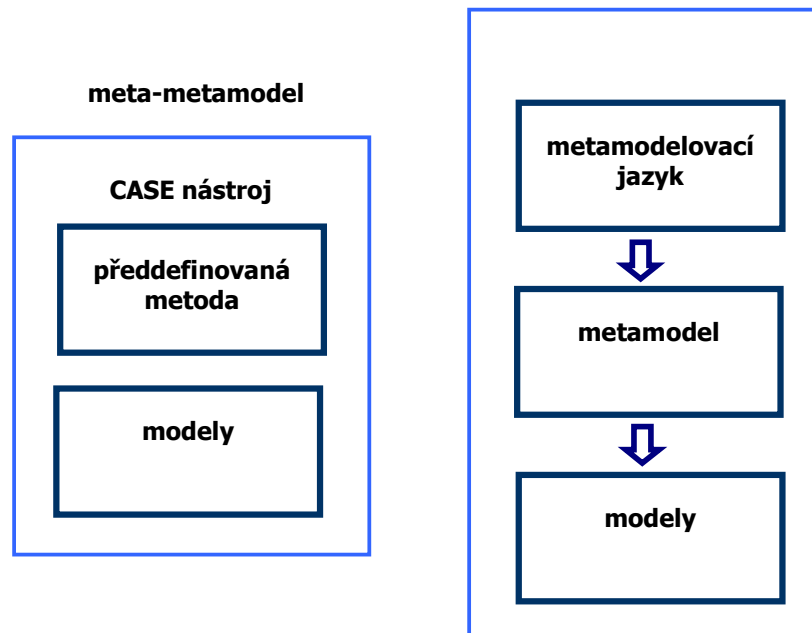 meta-metamodel
CASE nástroj
předdefinovaná
metoda
modely
metamodelovací
jazyk
metamodel
modely